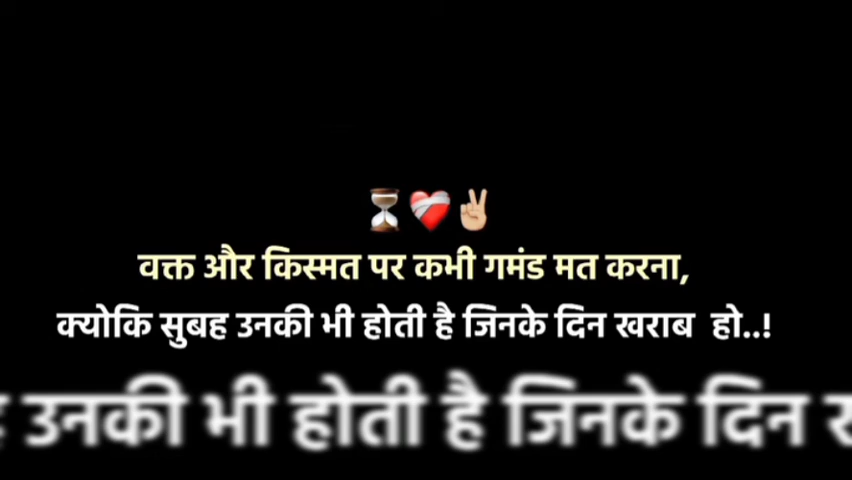 ⏳❤️‍🩹✌🏼
वक्त और किस्मत पर कभी गमंड मत करना,
क्योकि सुबह उनकी भी होती है जिनके दिन खराब हो..!
उनकी भी होती है जिनके दिन